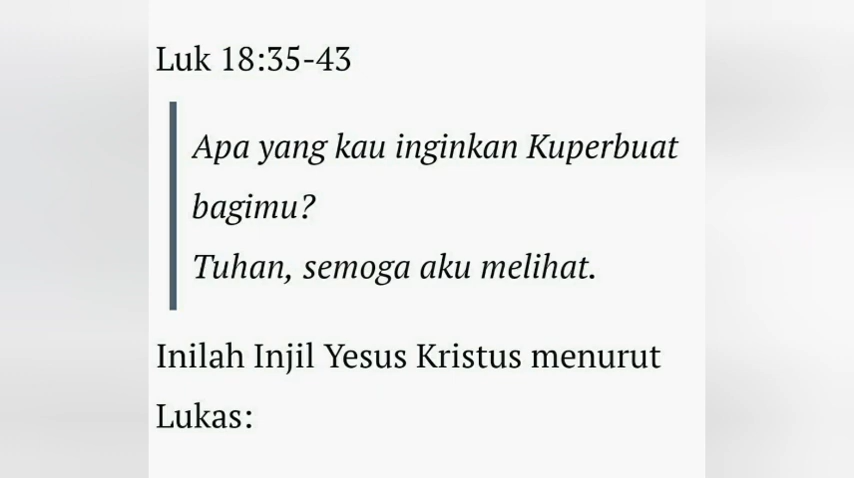 Luk 18:35-43
Apa yang kau inginkan Kuperbuat
bagimu?
Tuhan, semoga aku melihat.
Inilah Injil Yesus Kristus menurut
Lukas: